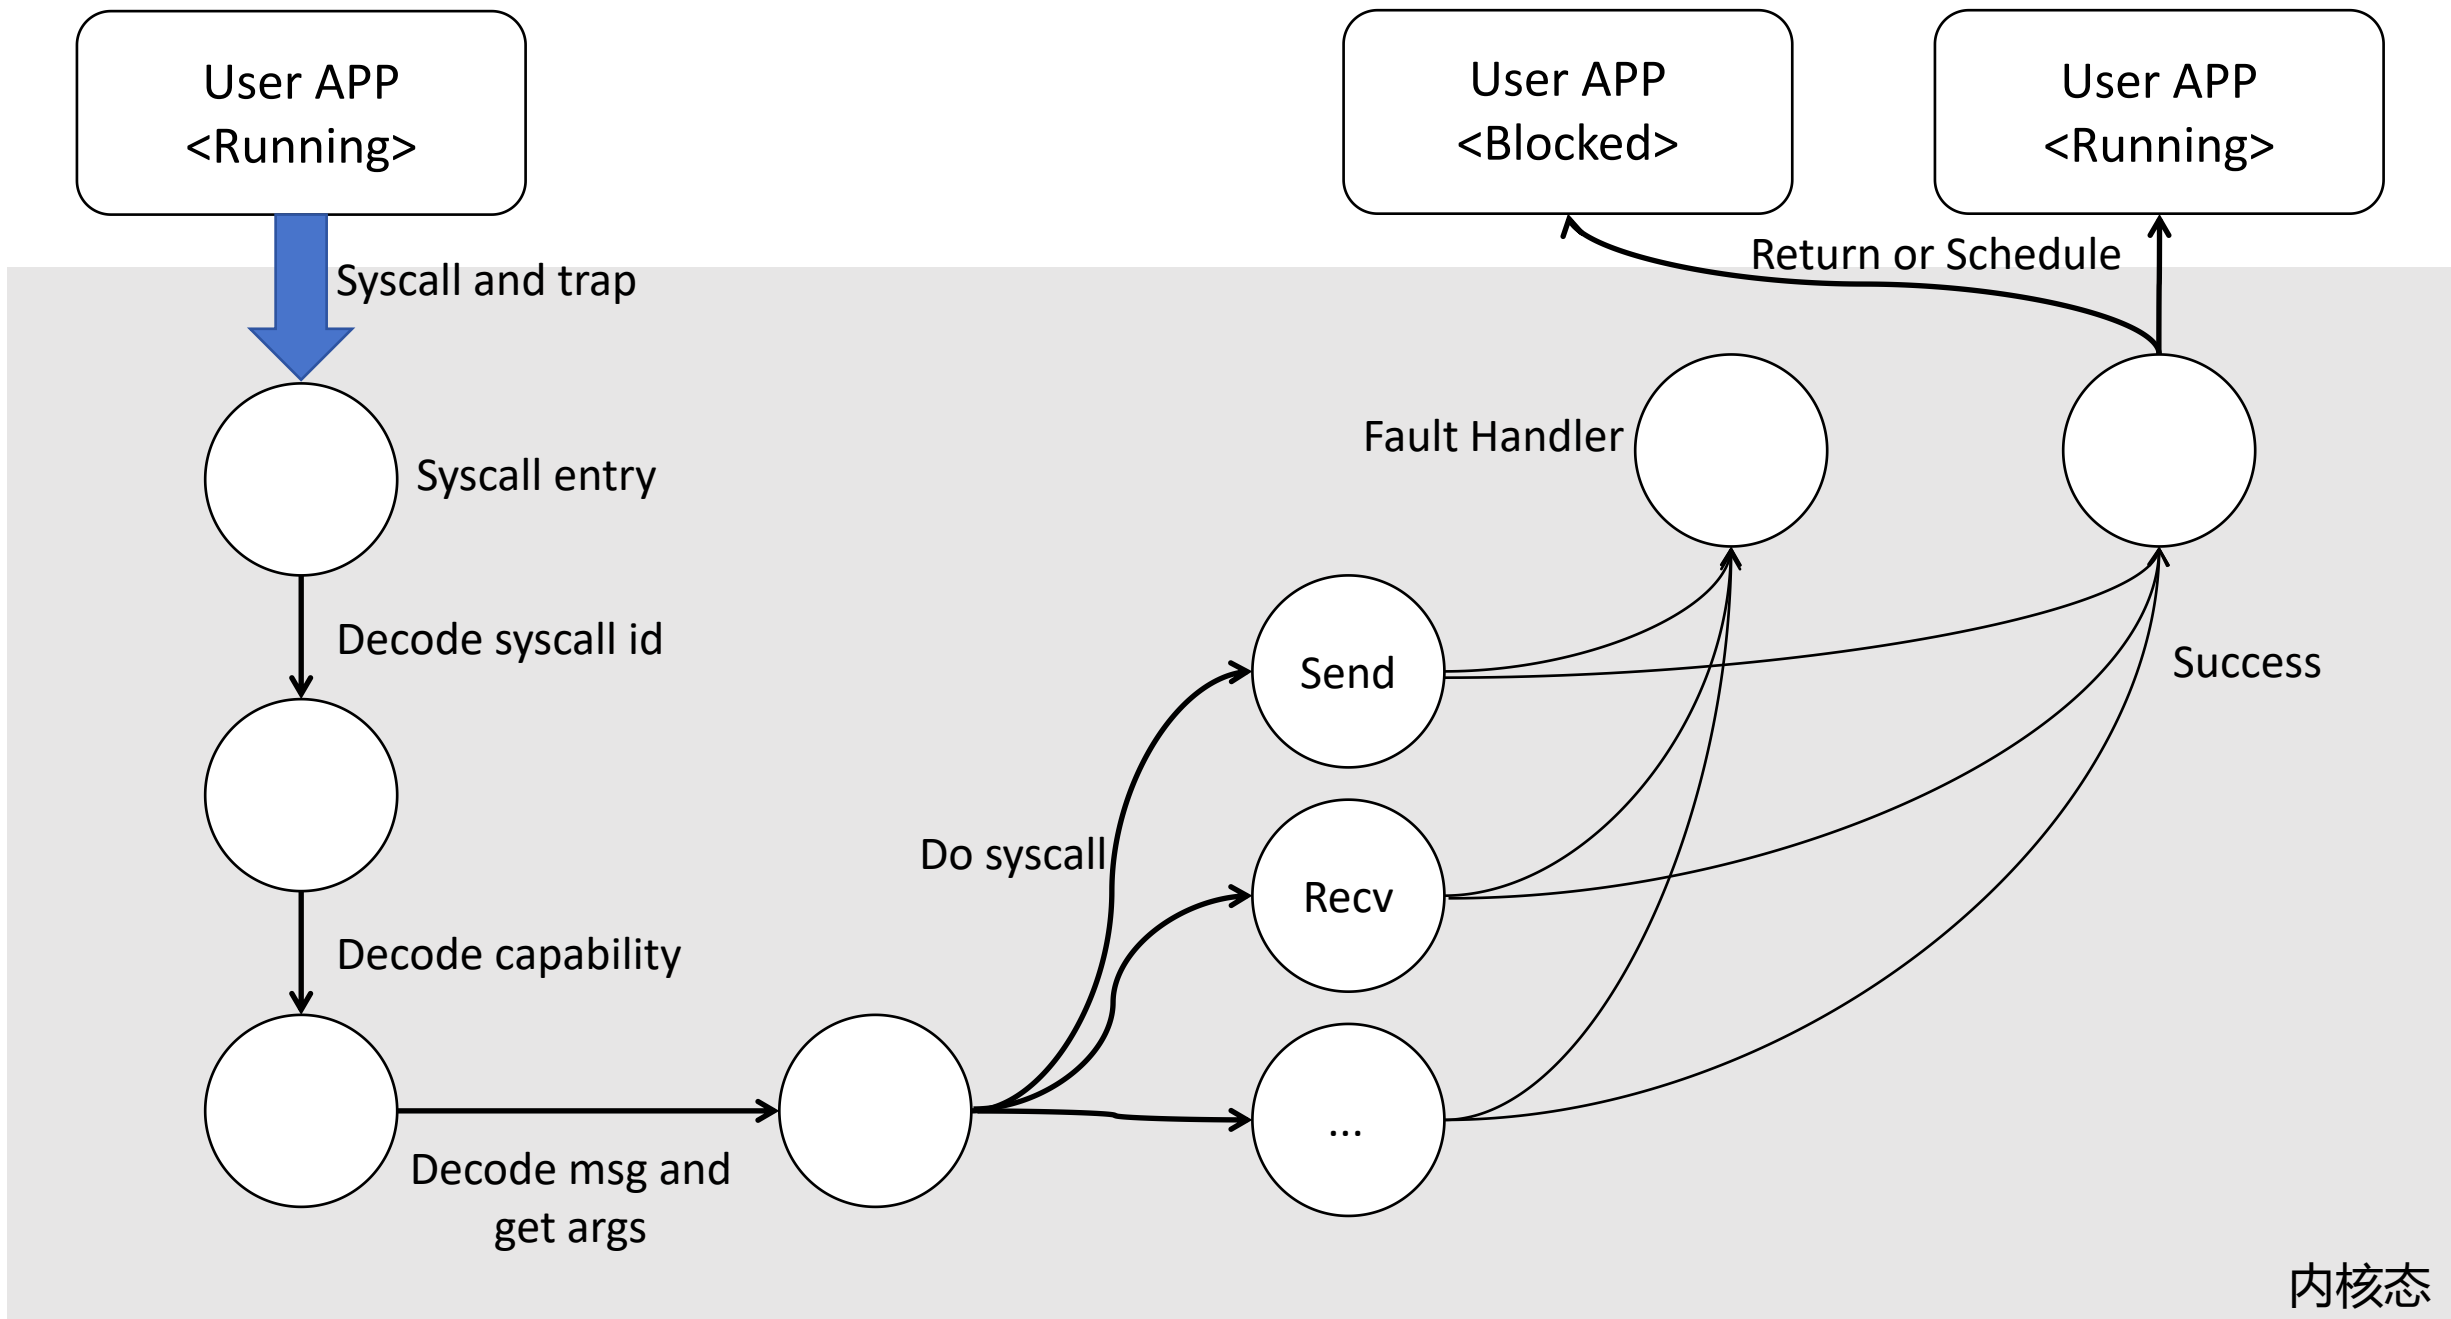 User APP
<Running>
User APP
<Blocked>
User APP
<Running>
Syscall and trap
Return or Schedule
Syscall entry
Fault Handler
Decode syscall id
Send
Success
Do syscall
Recv
Decode capability
...
Decode msg and
get args
内核态